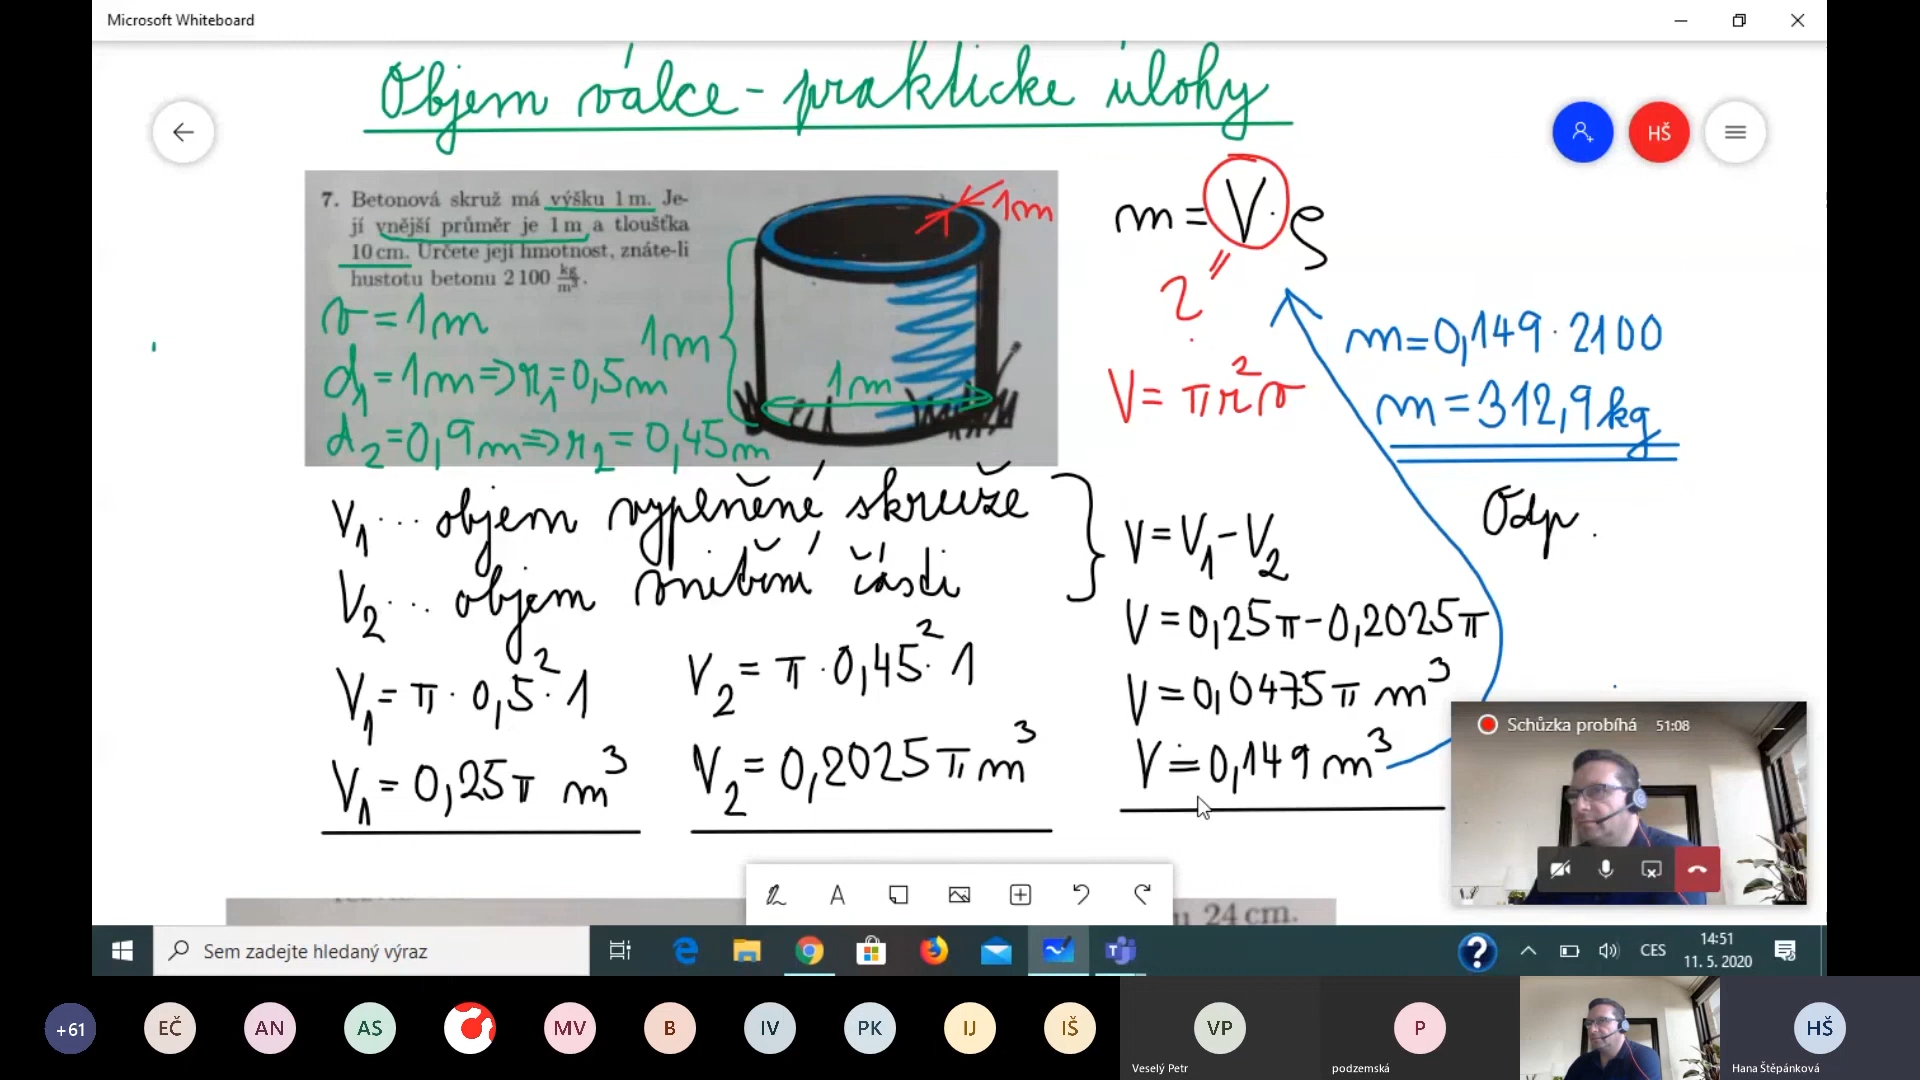 Microsoft Whiteboard
Objem válce - praktické úlohy
HŠ
7. Betonová skruž má výšku 1 m. Je-
jí vnější průměr je 1 m a tloušťka
10 cm. Určete její hmotnost, znáte-li
hustotu betonu 2 100 kg/m³.
1m
v = 1m
d₁ = 1m => r₁ = 0,5m
d₂ = 0,9m => r₂ = 0,45m
1m
1m
m = V · ρ
?
V = πr²v
m = 0,149 · 2100
m = 312,9 kg
Odp.
V₁ ... objem vyplněné skruže
V₂ ... objem vnitřní části
V₁ = π · 0,5² · 1
V₁ = 0,25π m³
V₂ = π · 0,45² · 1
V₂ = 0,2025π m³
V = V₁ - V₂
V = 0,25π - 0,2025π
V = 0,0475π m³
V ≐ 0,149 m³
Schůzka probíhá 51:08
24 cm.
Sem zadejte hledaný výraz
CES
14:51
11. 5. 2020
+61
EČ
AN
AS
MV
B
IV
PK
IJ
IŠ
VP
Veselý Petr
P
podzemská
HŠ
Hana Štěpánková